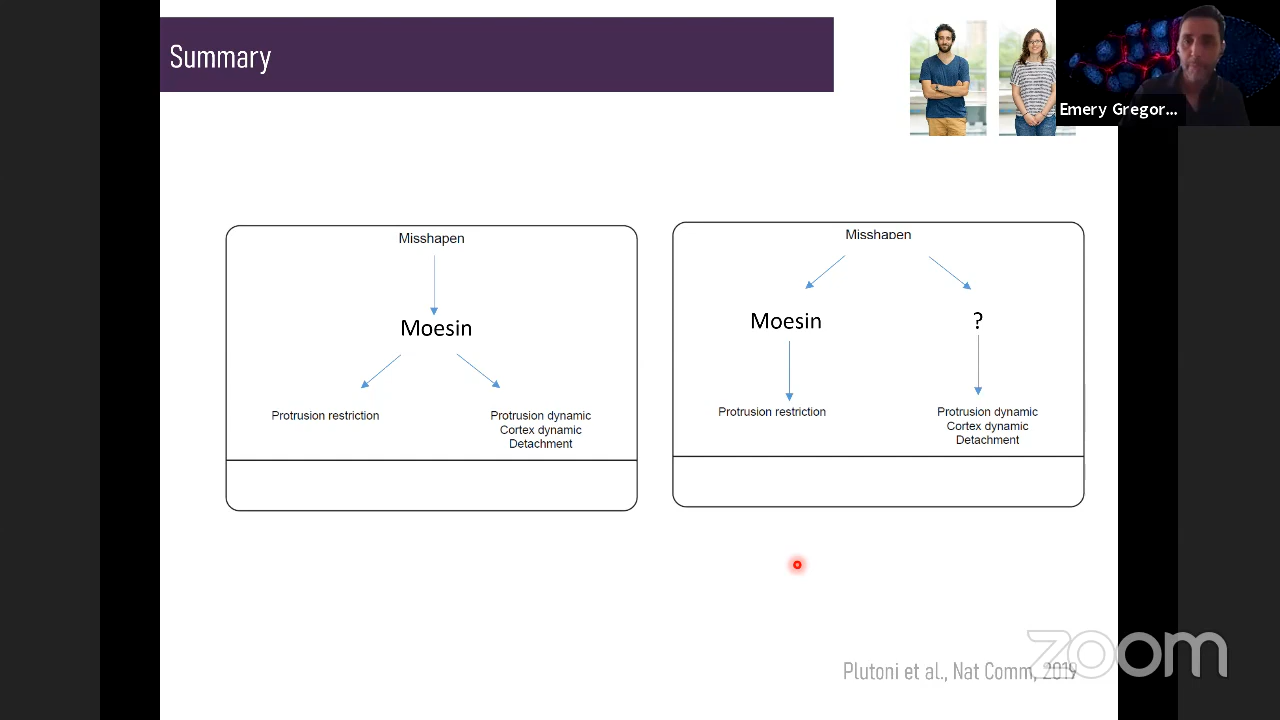 Summary
Emery Gregor...
Misshapen
Moesin
Protrusion restriction
Protrusion dynamic
Cortex dynamic
Detachment
Misshapen
Moesin
?
Protrusion restriction
Protrusion dynamic
Cortex dynamic
Detachment
zoom
Plutoni et al., Nat Comm, 2019